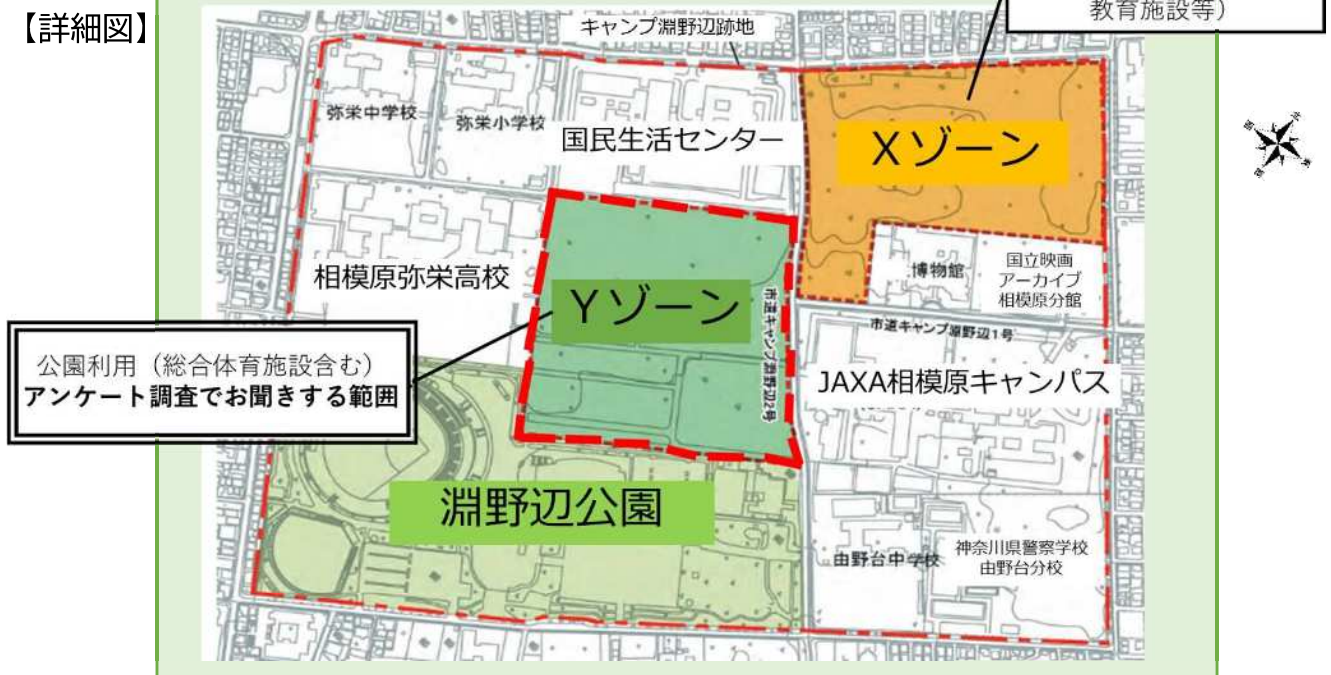 教育施設等）
【詳細図】
キャンプ淵野辺跡地
弥栄中学校
弥栄小学校
国民生活センター
Xゾーン
博物館
国立映画
アーカイブ
相模原分館
相模原弥栄高校
Yゾーン
市道キャンプ淵野辺2号
市道キャンプ原野辺1号
公園利用（総合体育施設含む）
アンケート調査でお聞きする範囲
JAXA相模原キャンパス
淵野辺公園
由野台中学校
神奈川県警察学校
由野台分校